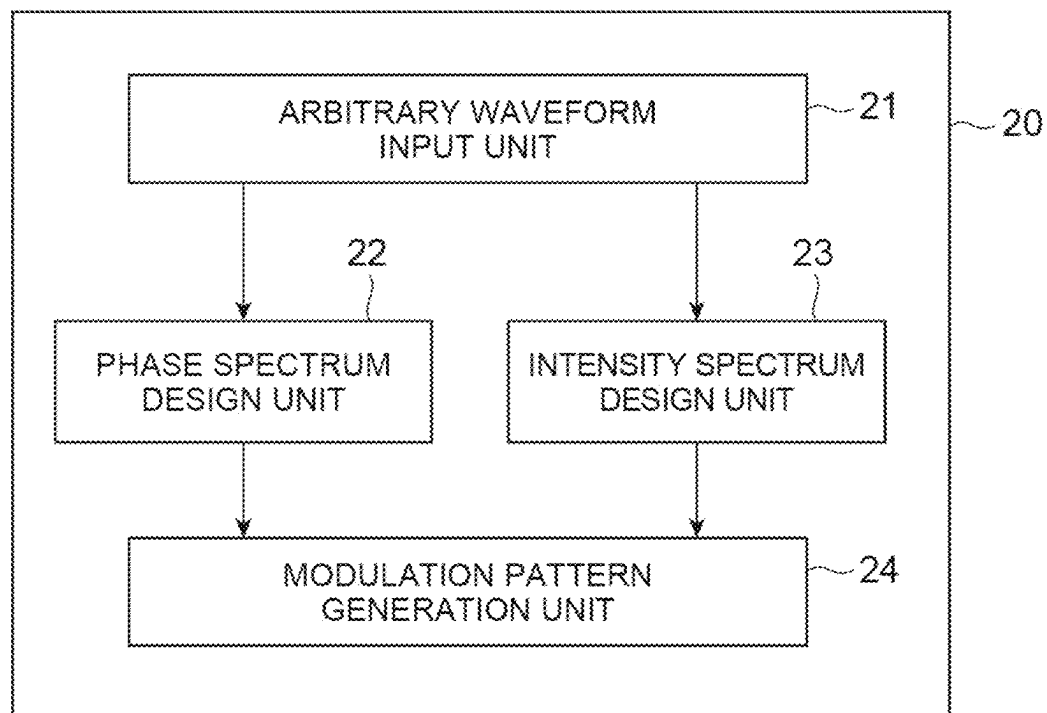 ARBITRARY WAVEFORM
INPUT UNIT
21
20
22
23
PHASE SPECTRUM
DESIGN UNIT
INTENSITY SPECTRUM
DESIGN UNIT
MODULATION PATTERN
GENERATION UNIT
24